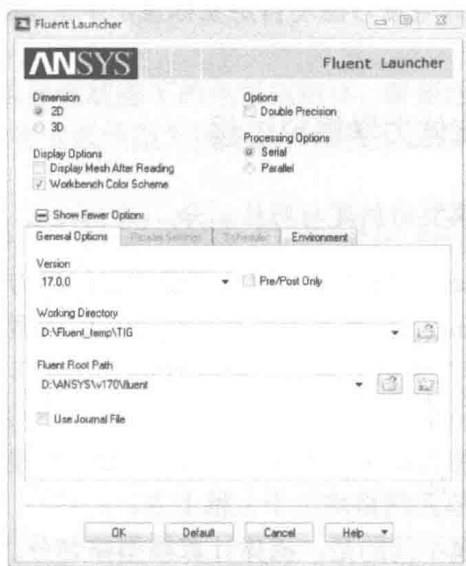 Fluent Launcher
ANSYS Fluent Launcher
Dimension
2D
3D
Display Options
Display Mesh After Reading
Workbench Color Scheme
Options
Double Precision
Processing Options
Serial
Parallel
Show Fewer Options
General Options Parallel Settings Scheduler Environment
Version
17.0.0 Pre/Post Only
Working Directory
D:\Fluent_temp\TIG
Fluent Root Path
D:\ANSYS\v170\fluent
Use Journal File
OK Default Cancel Help